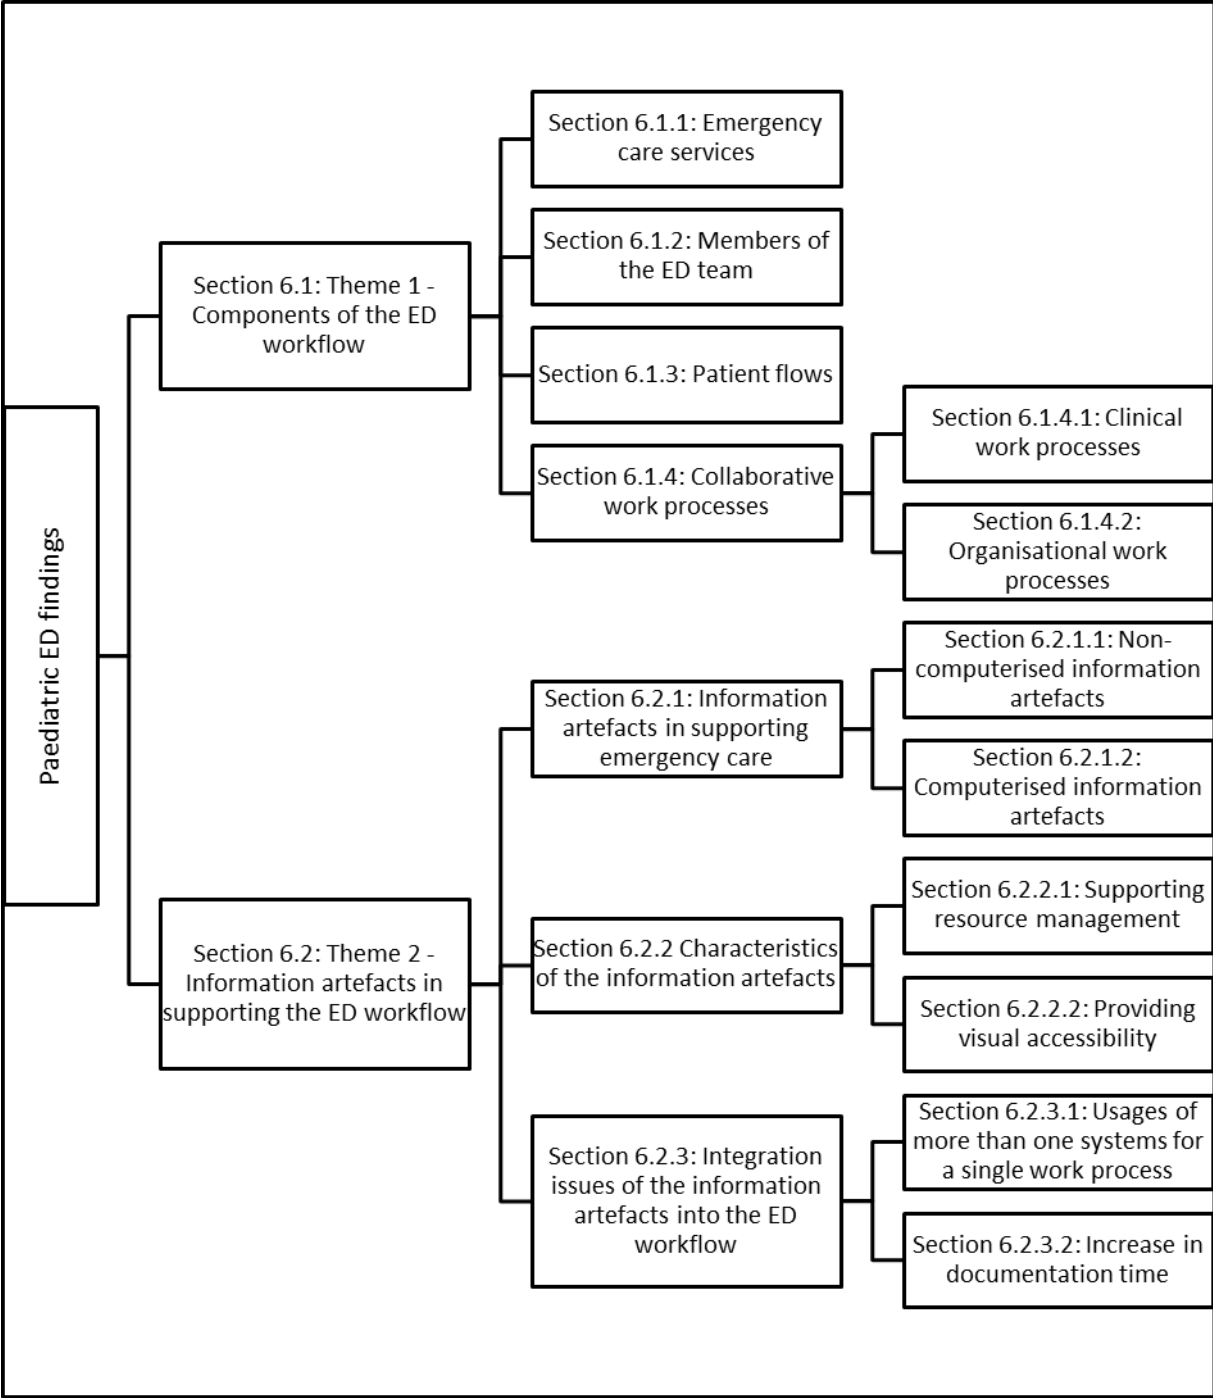 Paediatric ED findings
Section 6.1: Theme 1 -
Components of the ED
workflow
Section 6.1.1: Emergency
care services
Section 6.1.2: Members of
the ED team
Section 6.1.3: Patient flows
Section 6.1.4: Collaborative
work processes
Section 6.1.4.1: Clinical
work processes
Section 6.1.4.2:
Organisational work
processes
Section 6.2: Theme 2 -
Information artefacts in
supporting the ED workflow
Section 6.2.1: Information
artefacts in supporting
emergency care
Section 6.2.1.1: Non-
computerised information
artefacts
Section 6.2.1.2:
Computerised information
artefacts
Section 6.2.2 Characteristics
of the information artefacts
Section 6.2.2.1: Supporting
resource management
Section 6.2.2.2: Providing
visual accessibility
Section 6.2.3: Integration
issues of the information
artefacts into the ED
workflow
Section 6.2.3.1: Usages of
more than one systems for
a single work process
Section 6.2.3.2: Increase in
documentation time